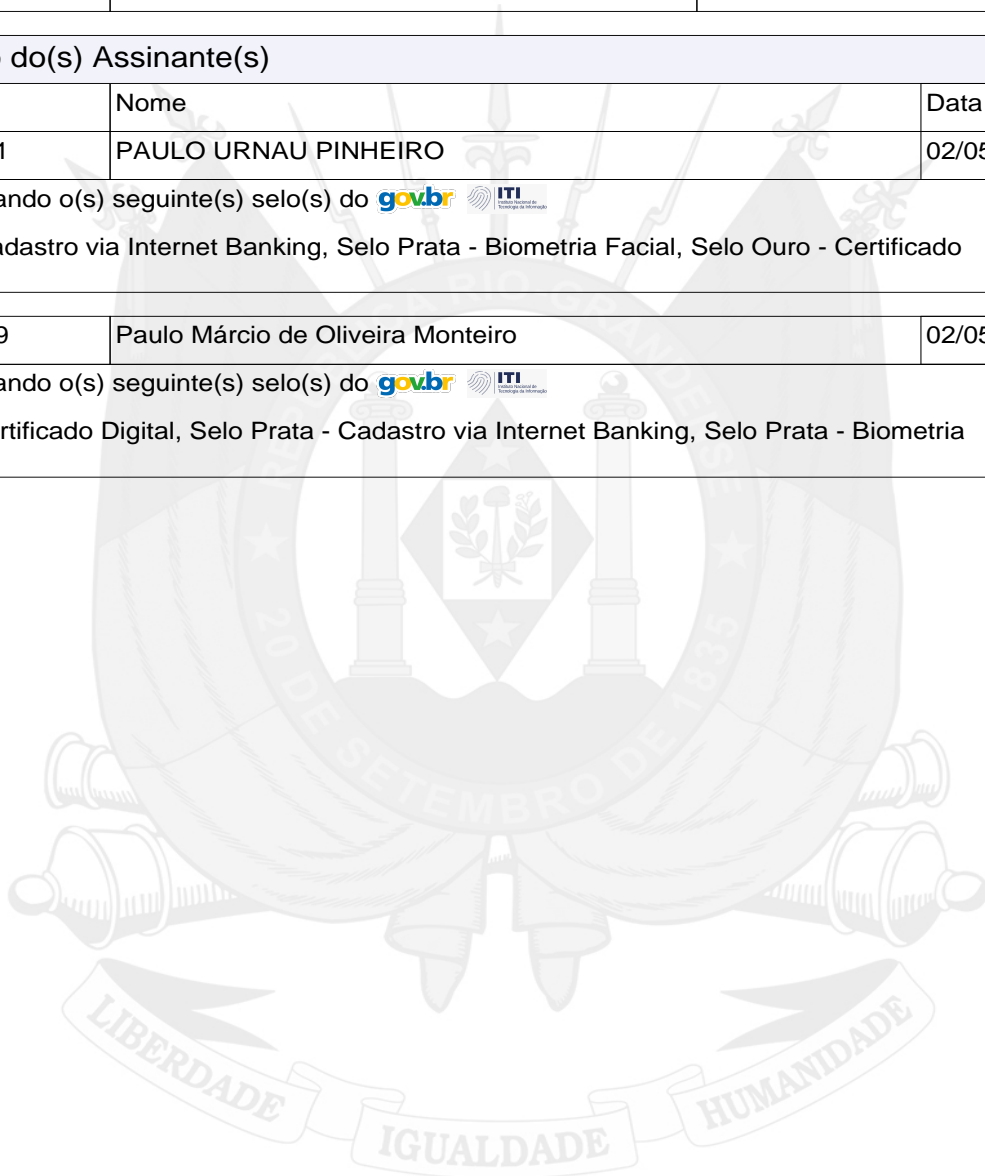 do(s) Assinante(s)
Nome Data
1 PAULO URNAU PINHEIRO 02/05
ando o(s) seguinte(s) selo(s) do gov.br ITI
adastro via Internet Banking, Selo Prata - Biometria Facial, Selo Ouro - Certificado
9 Paulo Márcio de Oliveira Monteiro 02/05
ando o(s) seguinte(s) selo(s) do gov.br ITI
rtificado Digital, Selo Prata - Cadastro via Internet Banking, Selo Prata - Biometria
REPÚBLICA RIO GRANDENSE
20 DE SETEMBRO DE 1835
LIBERDADE IGUALDADE HUMANIDADE